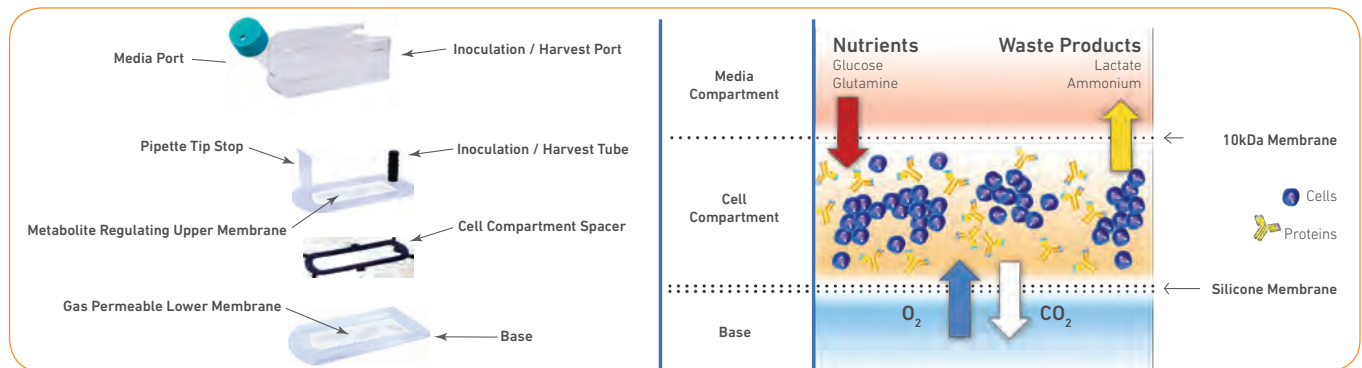 Media Port
Inoculation / Harvest Port
Pipette Tip Stop
Inoculation / Harvest Tube
Metabolite Regulating Upper Membrane
Cell Compartment Spacer
Gas Permeable Lower Membrane
Base
Media
Compartment
Cell
Compartment
Base
Nutrients
Glucose
Glutamine
Waste Products
Lactate
Ammonium
O₂
CO₂
10kDa Membrane
Cells
Proteins
Silicone Membrane